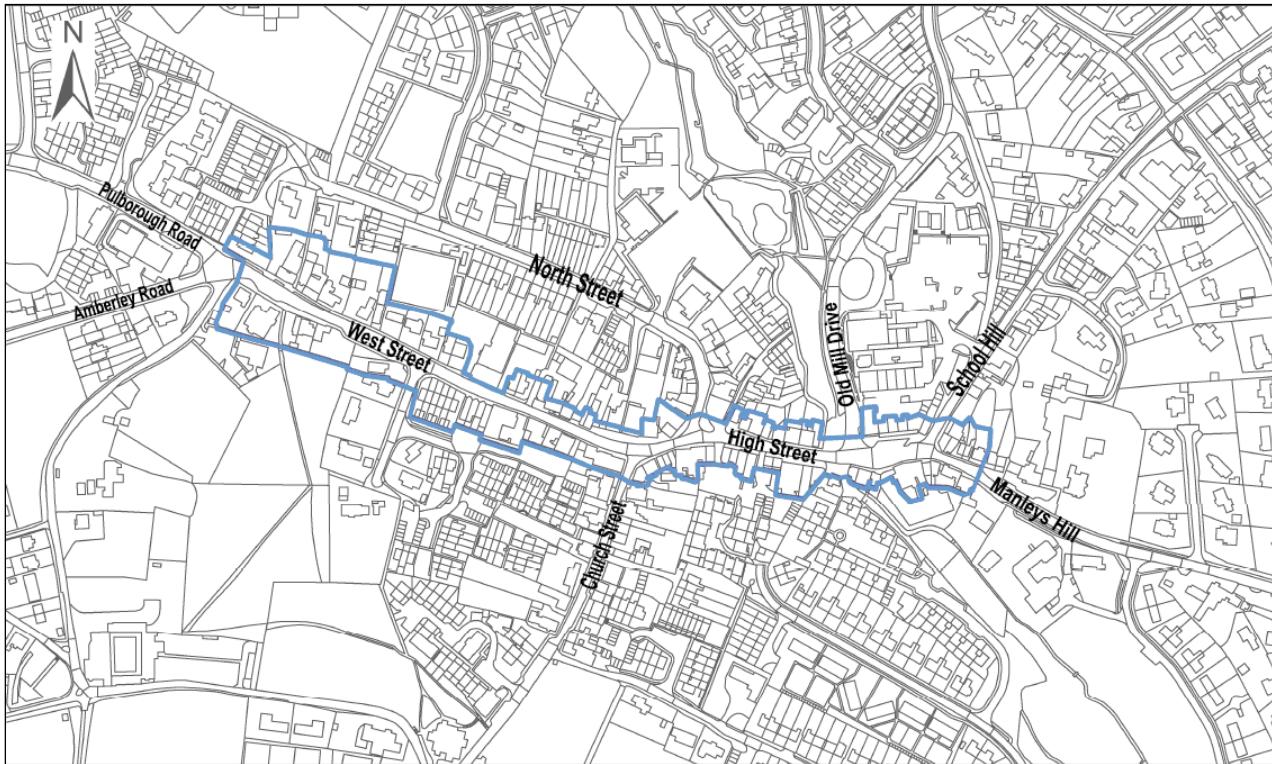 N
Pulborough Road
Amberley Road
North Street
West Street
Old Mill Drive
School Hill
High Street
Manleys Hill
Church Street